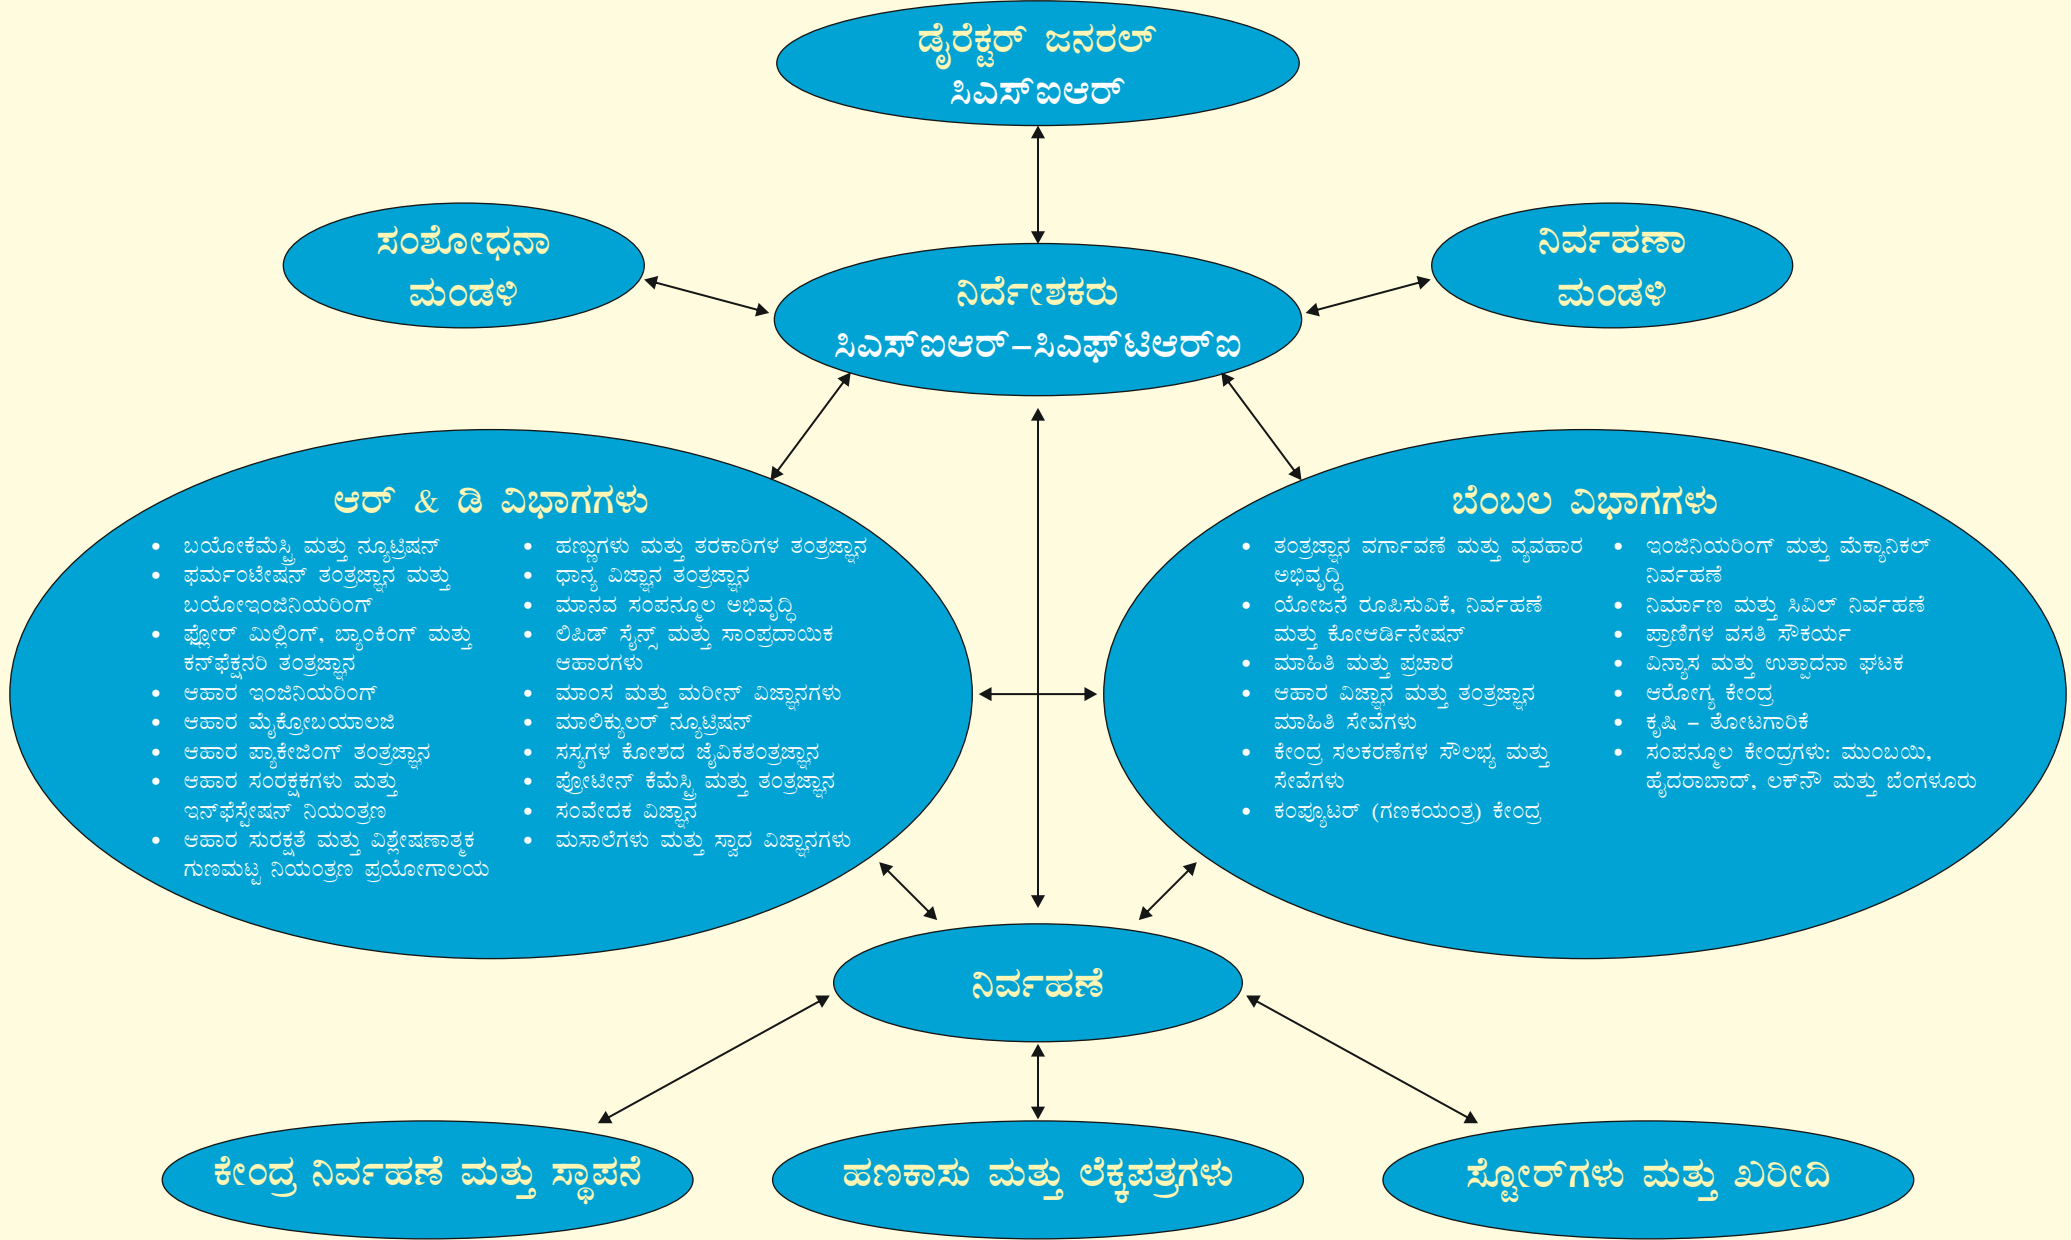 ಡೈರೆಕ್ಟರ್ ಜನರಲ್
ಸಿಎಸ್‌ಐಆರ್
ಸಂಶೋಧನಾ
ಮಂಡಳಿ
ನಿರ್ವಹಣಾ
ಮಂಡಳಿ
ನಿರ್ದೇಶಕರು
ಸಿಎಸ್‌ಐಆರ್–ಸಿಎಫ್‌ಟಿಆರ್‌ಐ
ಆರ್ & ಡಿ ವಿಭಾಗಗಳು
• ಬಯೋಕೆಮೆಸ್ಟ್ರಿ ಮತ್ತು ನ್ಯೂಟ್ರಿಷನ್
• ಫರ್ಮಂಟೇಷನ್ ತಂತ್ರಜ್ಞಾನ ಮತ್ತು
ಬಯೋಇಂಜಿನಿಯರಿಂಗ್
• ಫ್ಲೋರ್ ಮಿಲ್ಲಿಂಗ್, ಬ್ಯಾಂಕಿಂಗ್ ಮತ್ತು
ಕನ್‌ಫೆಕ್ಷನರಿ ತಂತ್ರಜ್ಞಾನ
• ಆಹಾರ ಇಂಜಿನಿಯರಿಂಗ್
• ಆಹಾರ ಮೈಕ್ರೋಬಯಾಲಜಿ
• ಆಹಾರ ಪ್ಯಾಕೇಜಿಂಗ್ ತಂತ್ರಜ್ಞಾನ
• ಆಹಾರ ಸಂರಕ್ಷಕಗಳು ಮತ್ತು
ಇನ್‌ಫೆಸ್ಟೇಷನ್ ನಿಯಂತ್ರಣ
• ಆಹಾರ ಸುರಕ್ಷತೆ ಮತ್ತು ವಿಶ್ಲೇಷಣಾತ್ಮಕ
ಗುಣಮಟ್ಟ ನಿಯಂತ್ರಣ ಪ್ರಯೋಗಾಲಯ
• ಹಣ್ಣುಗಳು ಮತ್ತು ತರಕಾರಿಗಳ ತಂತ್ರಜ್ಞಾನ
• ಧಾನ್ಯ ವಿಜ್ಞಾನ ತಂತ್ರಜ್ಞಾನ
• ಮಾನವ ಸಂಪನ್ಮೂಲ ಅಭಿವೃದ್ಧಿ
• ಲಿಪಿಡ್ ಸೈನ್ಸ್ ಮತ್ತು ಸಾಂಪ್ರದಾಯಿಕ
ಆಹಾರಗಳು
• ಮಾಂಸ ಮತ್ತು ಮರೀನ್ ವಿಜ್ಞಾನಗಳು
• ಮಾಲಿಕ್ಯುಲರ್ ನ್ಯೂಟ್ರಿಷನ್
• ಸಸ್ಯಗಳ ಕೋಶದ ಜೈವಿಕತಂತ್ರಜ್ಞಾನ
• ಪ್ರೋಟೀನ್ ಕೆಮೆಸ್ಟ್ರಿ ಮತ್ತು ತಂತ್ರಜ್ಞಾನ
• ಸಂವೇದಕ ವಿಜ್ಞಾನ
• ಮಸಾಲೆಗಳು ಮತ್ತು ಸ್ವಾದ ವಿಜ್ಞಾನಗಳು
ಬೆಂಬಲ ವಿಭಾಗಗಳು
• ತಂತ್ರಜ್ಞಾನ ವರ್ಗಾವಣೆ ಮತ್ತು ವ್ಯವಹಾರ
ಅಭಿವೃದ್ಧಿ
• ಯೋಜನೆ ರೂಪಿಸುವಿಕೆ, ನಿರ್ವಹಣೆ
ಮತ್ತು ಕೋಆರ್ಡಿನೇಷನ್
• ಮಾಹಿತಿ ಮತ್ತು ಪ್ರಚಾರ
• ಆಹಾರ ವಿಜ್ಞಾನ ಮತ್ತು ತಂತ್ರಜ್ಞಾನ
ಮಾಹಿತಿ ಸೇವೆಗಳು
• ಕೇಂದ್ರ ಸಲಕರಣೆಗಳ ಸೌಲಭ್ಯ ಮತ್ತು
ಸೇವೆಗಳು
• ಕಂಪ್ಯೂಟರ್ (ಗಣಕಯಂತ್ರ) ಕೇಂದ್ರ
• ಇಂಜಿನಿಯರಿಂಗ್ ಮತ್ತು ಮೆಕ್ಯಾನಿಕಲ್
ನಿರ್ವಹಣೆ
• ನಿರ್ಮಾಣ ಮತ್ತು ಸಿವಿಲ್ ನಿರ್ವಹಣೆ
• ಪ್ರಾಣಿಗಳ ವಸತಿ ಸೌಕರ್ಯ
• ವಿನ್ಯಾಸ ಮತ್ತು ಉತ್ಪಾದನಾ ಘಟಕ
• ಆರೋಗ್ಯ ಕೇಂದ್ರ
• ಕೃಷಿ – ತೋಟಗಾರಿಕೆ
• ಸಂಪನ್ಮೂಲ ಕೇಂದ್ರಗಳು: ಮುಂಬಯಿ,
ಹೈದರಾಬಾದ್, ಲಕ್‌ನೌ ಮತ್ತು ಬೆಂಗಳೂರು
ನಿರ್ವಹಣೆ
ಕೇಂದ್ರ ನಿರ್ವಹಣೆ ಮತ್ತು ಸ್ಥಾಪನೆ
ಹಣಕಾಸು ಮತ್ತು ಲೆಕ್ಕಪತ್ರಗಳು
ಸ್ಟೋರ್‌ಗಳು ಮತ್ತು ಖರೀದಿ